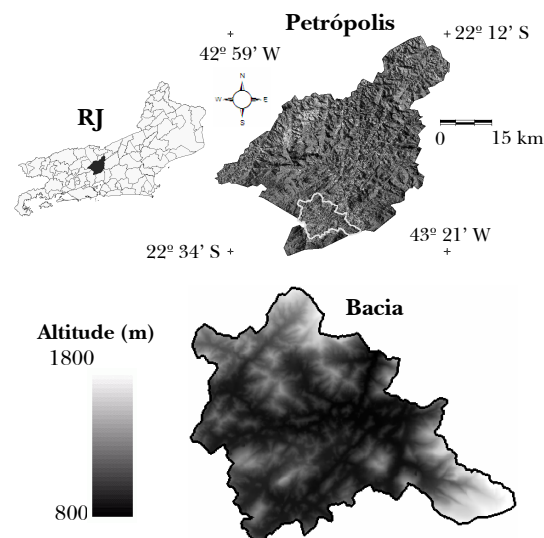 Petrópolis
42º 59' W
22º 12' S
N
W E
S
RJ
0 15 km
43º 21' W
22º 34' S
Bacia
Altitude (m)
1800
800